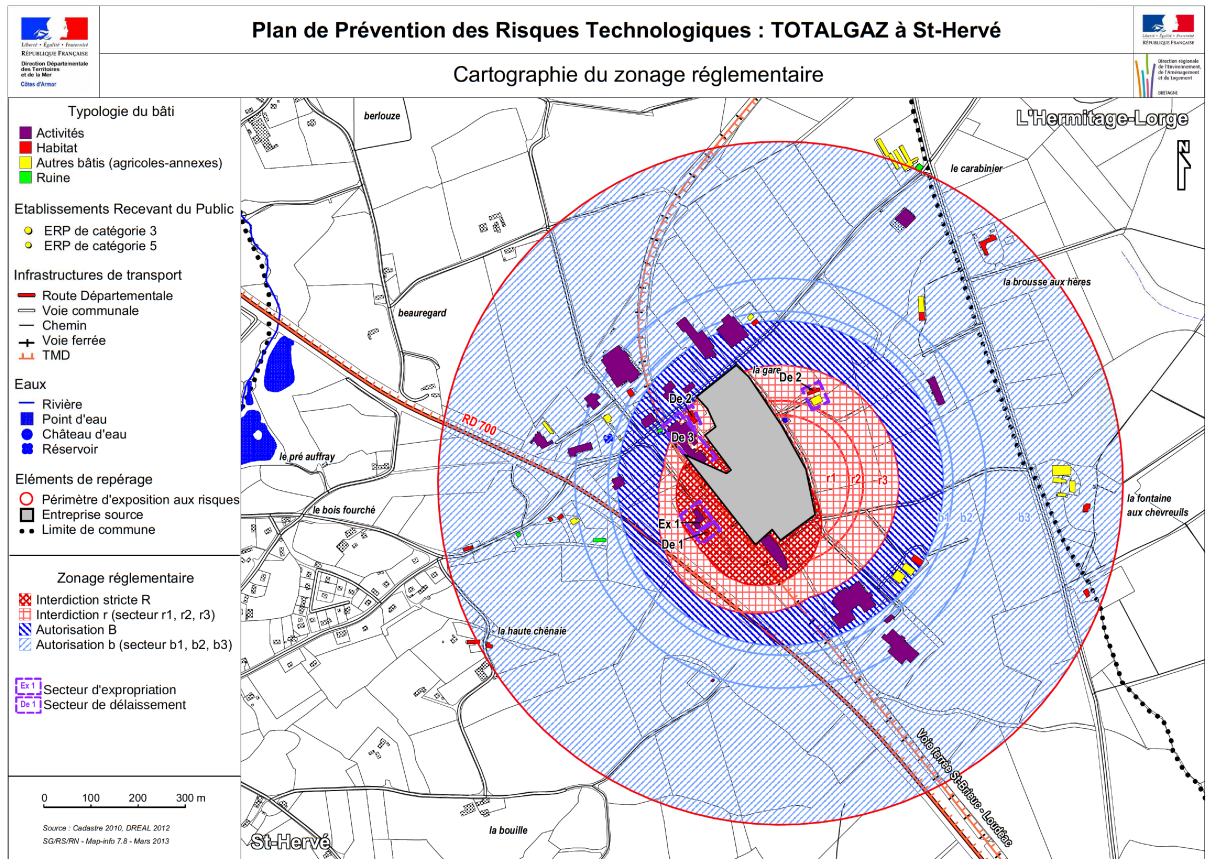 Liberté • Égalité • Fraternité
RÉPUBLIQUE FRANÇAISE
Direction Départementale
des Territoires
et de la Mer
Côtes d'Armor
Plan de Prévention des Risques Technologiques : TOTALGAZ à St-Hervé
Cartographie du zonage réglementaire
Liberté • Égalité • Fraternité
RÉPUBLIQUE FRANÇAISE
Direction régionale
de l'Environnement,
de l'Aménagement
et du Logement
BRETAGNE
Typologie du bâti
Activités
Habitat
Autres bâtis (agricoles-annexes)
Ruine
Etablissements Recevant du Public
ERP de catégorie 3
ERP de catégorie 5
Infrastructures de transport
Route Départementale
Voie communale
Chemin
Voie ferrée
TMD
Eaux
Rivière
Point d'eau
Château d'eau
Réservoir
Eléments de repérage
Périmètre d'exposition aux risques
Entreprise source
Limite de commune
Zonage réglementaire
Interdiction stricte R
Interdiction r (secteur r1, r2, r3)
Autorisation B
Autorisation b (secteur b1, b2, b3)
Ex 1
Secteur d'expropriation
De 1
Secteur de délaissement
0 100 200 300 m
Source : Cadastre 2010, DREAL 2012
SG/RS/RN - Map-info 7.8 - Mars 2013
berlouze
L'Hermitage-Lorge
N
le carabinier
la brousse aux hères
beauregard
la gare
De 2
De 2
RD 700
De 3
le pré auffray
r1
r2
r3
le bois fourché
Ex 1
De 1
b1
b3
la fontaine
aux chevreuils
la haute chênaie
Voie ferrée St-Brieuc - Loudéac
la bouille
St-Hervé